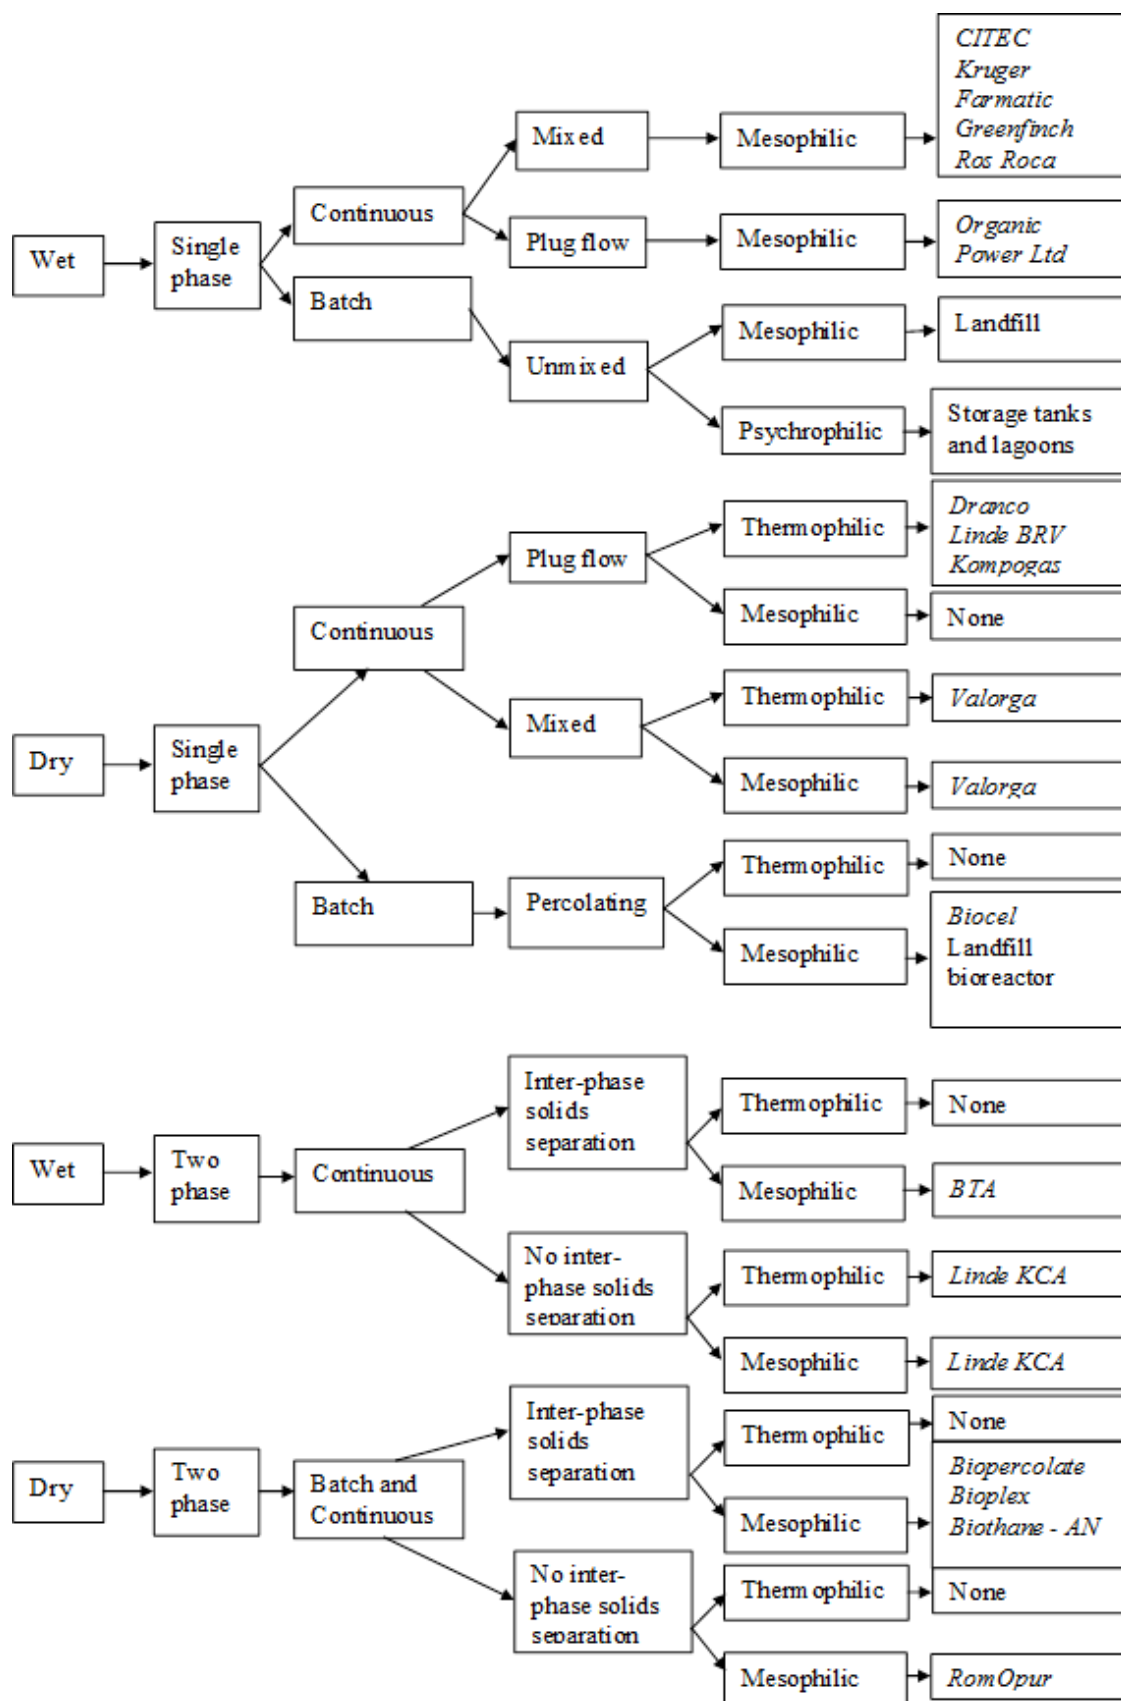 Wet
Single
phase
Continuous
Batch
Mixed
Plug flow
Unmixed
Mesophilic
Mesophilic
Mesophilic
Psychrophilic
CITEC
Kruger
Farmatic
Greenfinch
Ros Roca
Organic
Power Ltd
Landfill
Storage tanks
and lagoons
Dry
Single
phase
Continuous
Batch
Plug flow
Mixed
Percolating
Thermophilic
Mesophilic
Thermophilic
Mesophilic
Thermophilic
Mesophilic
Dranco
Linde BRV
Kompogas
None
Valorga
Valorga
None
Biocel
Landfill
bioreactor
Wet
Two
phase
Continuous
Inter-phase
solids
separation
No inter-
phase solids
separation
Thermophilic
Mesophilic
Thermophilic
Mesophilic
None
BTA
Linde KCA
Linde KCA
Dry
Two
phase
Batch and
Continuous
Inter-phase
solids
separation
No inter-
phase solids
separation
Thermophilic
Mesophilic
Thermophilic
Mesophilic
None
Biopercolate
Bioplex
Biothane - AN
None
RomOpur